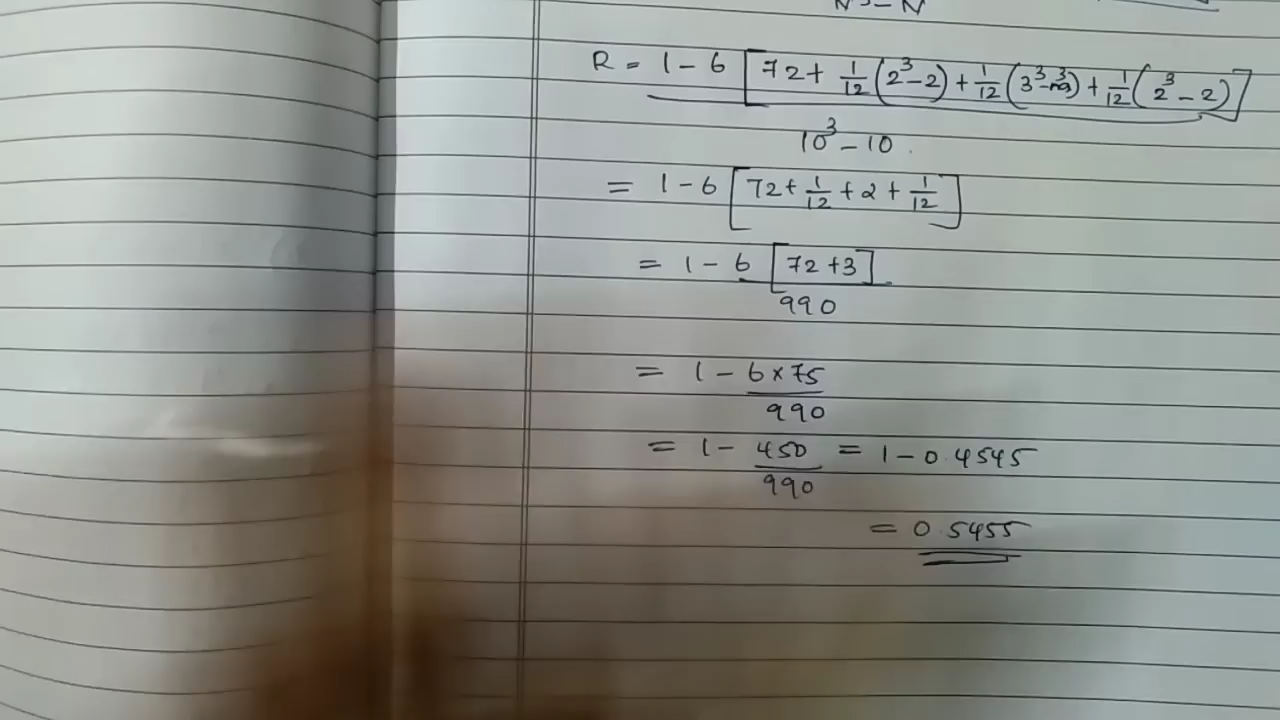 N³ - N
R = 1 - 6 [72 + 1/12 (2³ - 2) + 1/12 (3³ - 3) + 1/12 (2³ - 2)]
10³ - 10
= 1 - 6 [72 + 1/12 + 2 + 1/12]
= 1 - 6 [72 + 3]
990
= 1 - 6 × 75
990
= 1 - 450 = 1 - 0.4545
990
= 0.5455